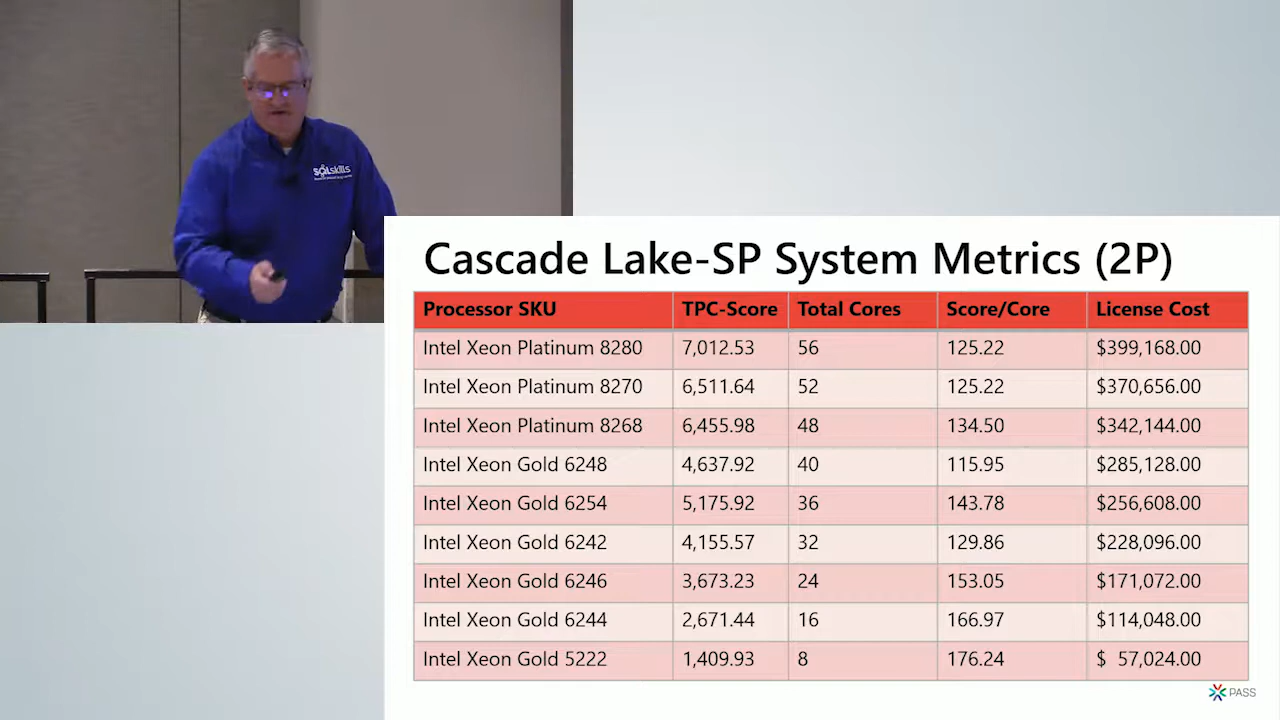 SQLskills
Cascade Lake-SP System Metrics (2P)
Processor SKU TPC-Score Total Cores Score/Core License Cost
Intel Xeon Platinum 8280 7,012.53 56 125.22 $399,168.00
Intel Xeon Platinum 8270 6,511.64 52 125.22 $370,656.00
Intel Xeon Platinum 8268 6,455.98 48 134.50 $342,144.00
Intel Xeon Gold 6248 4,637.92 40 115.95 $285,128.00
Intel Xeon Gold 6254 5,175.92 36 143.78 $256,608.00
Intel Xeon Gold 6242 4,155.57 32 129.86 $228,096.00
Intel Xeon Gold 6246 3,673.23 24 153.05 $171,072.00
Intel Xeon Gold 6244 2,671.44 16 166.97 $114,048.00
Intel Xeon Gold 5222 1,409.93 8 176.24 $ 57,024.00
PASS